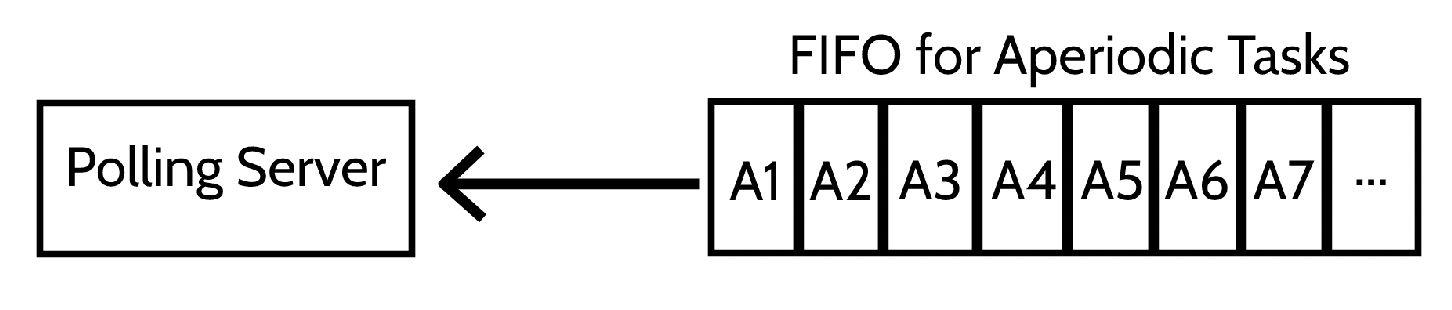 FIFO for Aperiodic Tasks
Polling Server
A1 A2 A3 A4 A5 A6 A7 ...